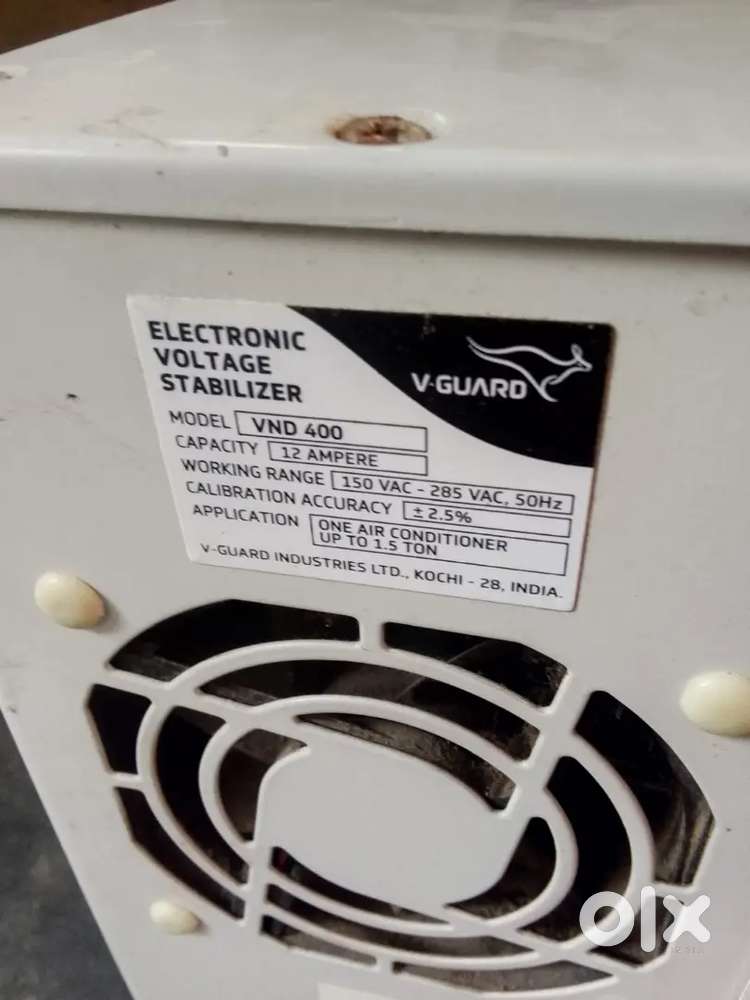 ELECTRONIC
VOLTAGE
STABILIZER
V-GUARD
MODEL VND 400
CAPACITY 12 AMPERE
WORKING RANGE 150 VAC - 285 VAC, 50Hz
CALIBRATION ACCURACY ± 2.5%
APPLICATION ONE AIR CONDITIONER
UP TO 1.5 TON
V-GUARD INDUSTRIES LTD., KOCHI - 28, INDIA.
olx